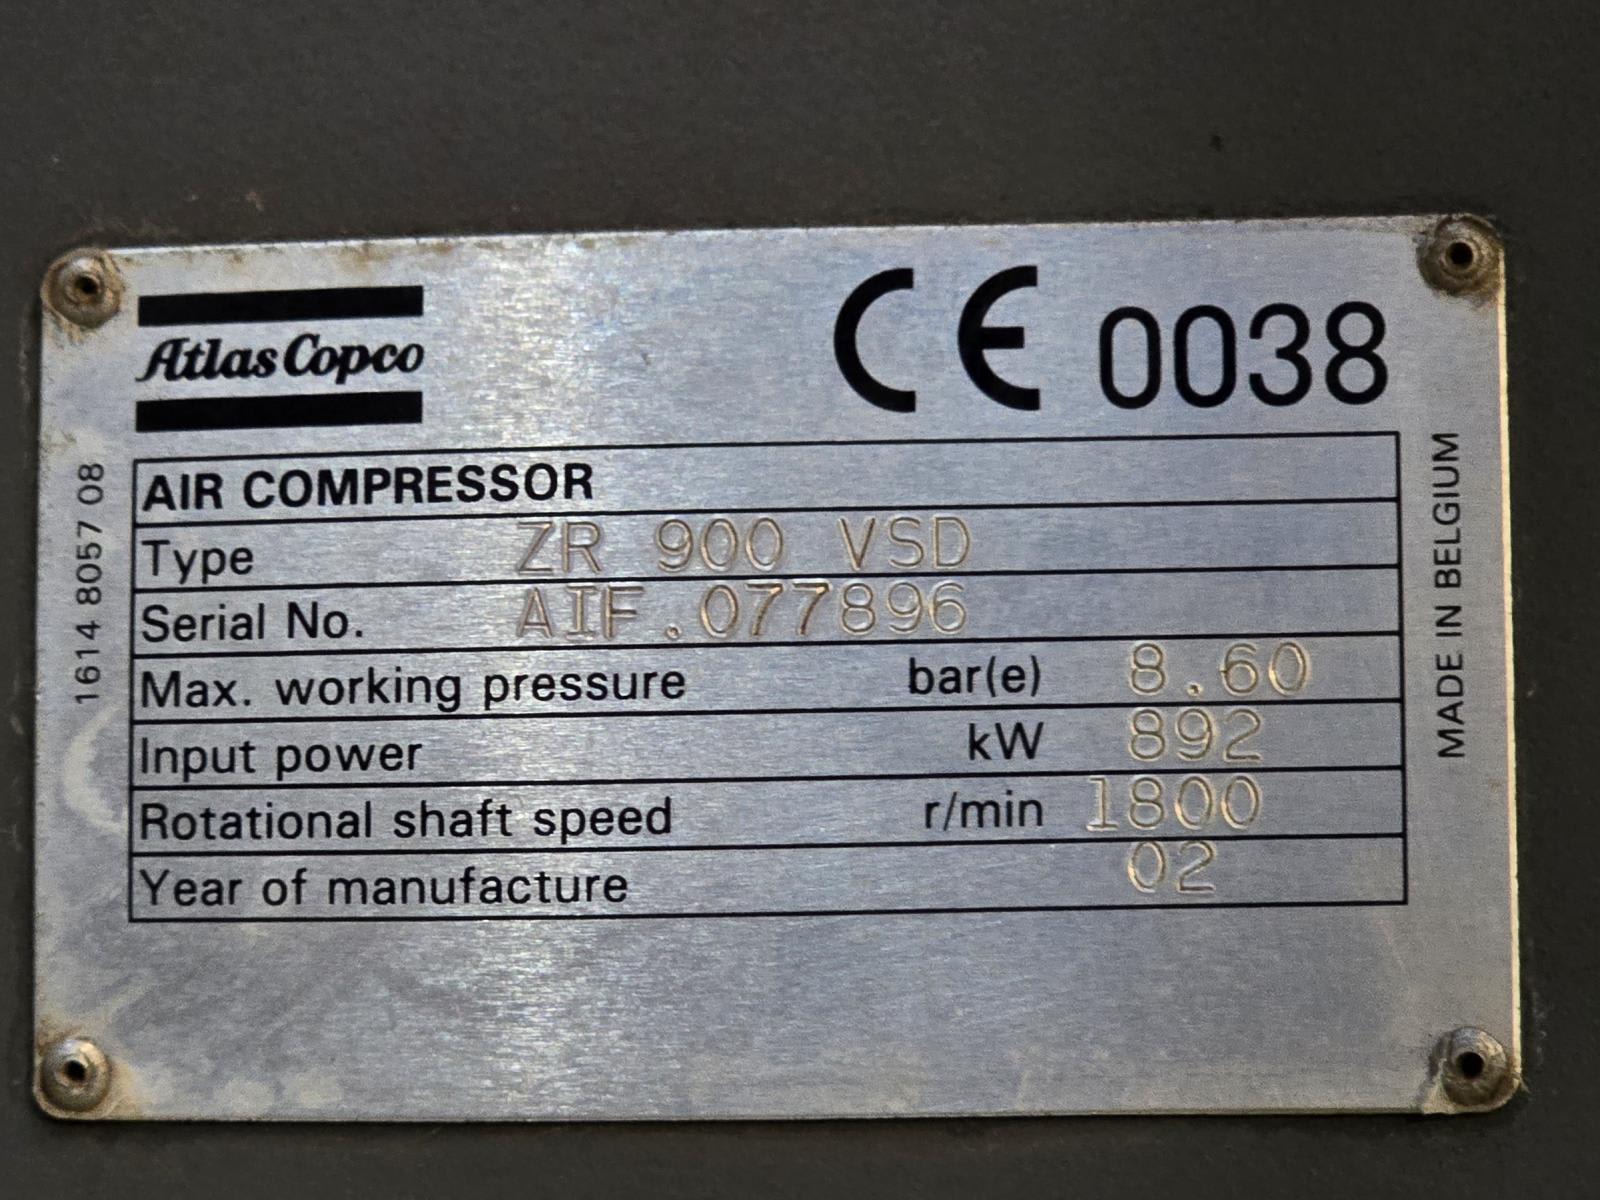 Atlas Copco
CE 0038
AIR COMPRESSOR
Type ZR 900 VSD
Serial No. AIF.077896
Max. working pressure bar(e) 8.60
Input power kW 892
Rotational shaft speed r/min 1800
Year of manufacture 02
1614 8057 08
MADE IN BELGIUM